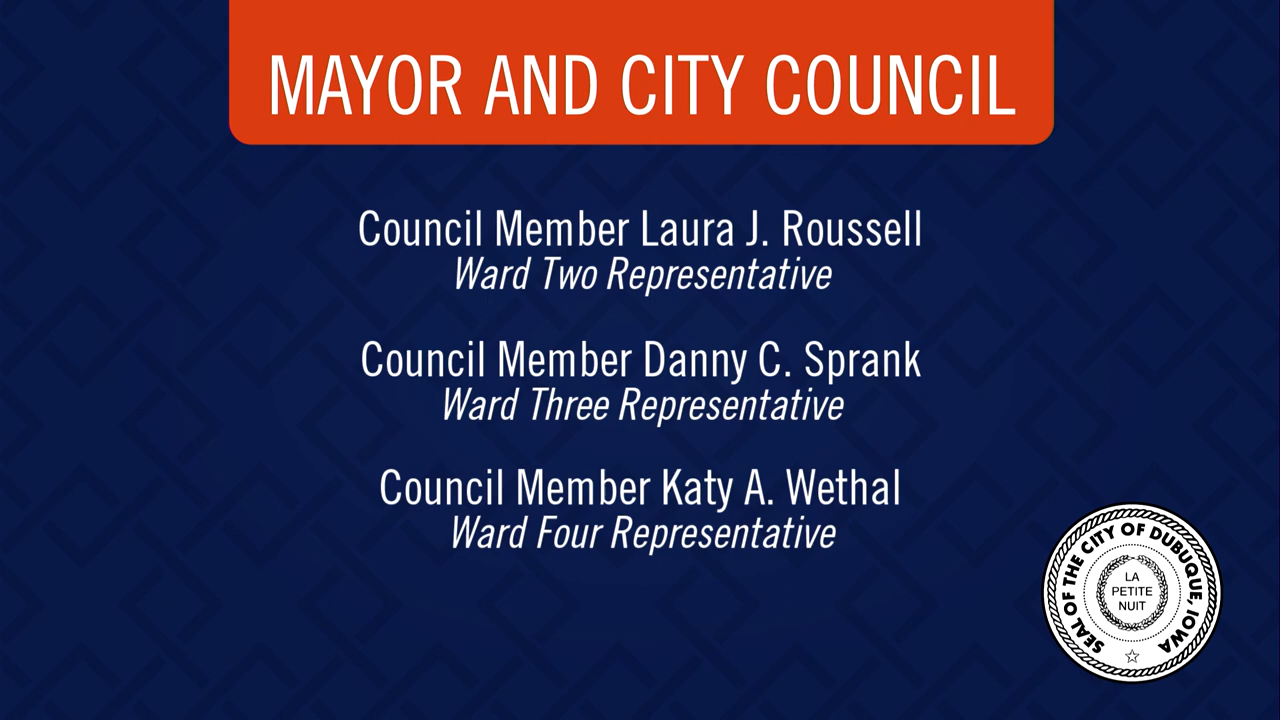 MAYOR AND CITY COUNCIL
Council Member Laura J. Roussell
Ward Two Representative
Council Member Danny C. Sprank
Ward Three Representative
Council Member Katy A. Wethal
Ward Four Representative
SEAL OF THE CITY OF DUBUQUE, IOWA
LA
PETITE
NUIT